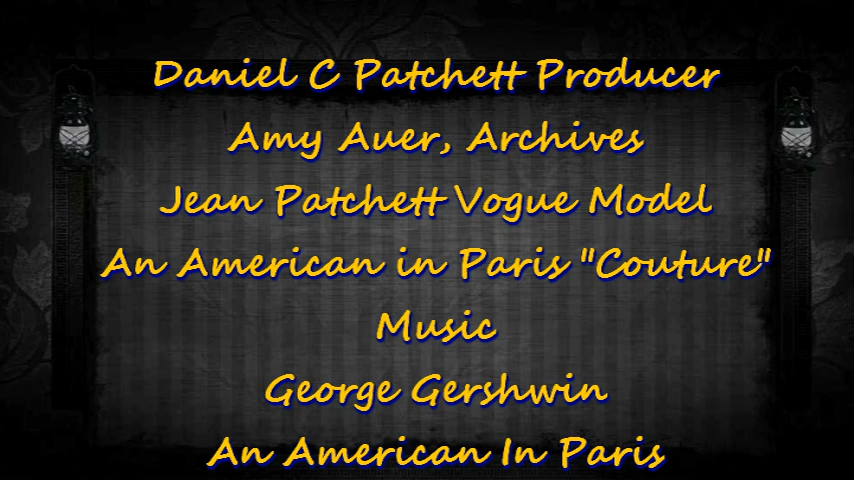 Daniel C Patchett Producer
Amy Auer, Archives
Jean Patchett Vogue Model
An American in Paris "Couture"
Music
George Gershwin
An American In Paris